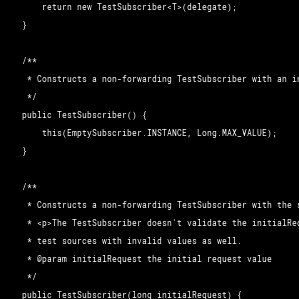 return new TestSubscriber<T>(delegate);
}
/**
* Constructs a non-forwarding TestSubscriber with an
*/
public TestSubscriber() {
this(EmptySubscriber.INSTANCE, Long.MAX_VALUE);
}
/**
* Constructs a non-forwarding TestSubscriber with the
* <p>The TestSubscriber doesn't validate the initialReq
* test sources with invalid values as well.
* @param initialRequest the initial request value
*/
public TestSubscriber(long initialRequest) {